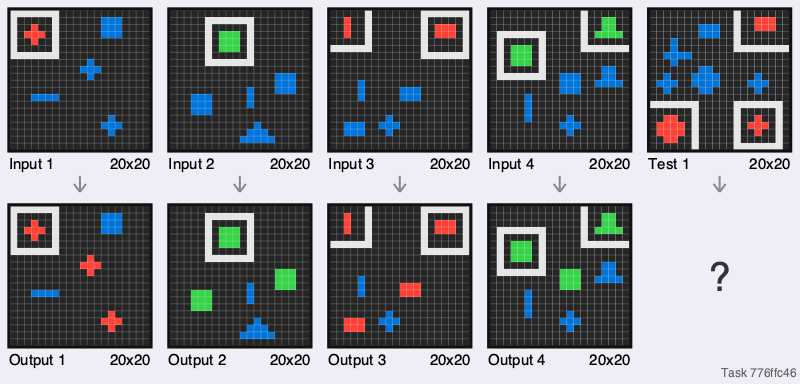 Input 1 20x20 Input 2 20x20 Input 3 20x20 Input 4 20x20 Test 1 20x20
?
Output 1 20x20 Output 2 20x20 Output 3 20x20 Output 4 20x20
Task 776ffc46